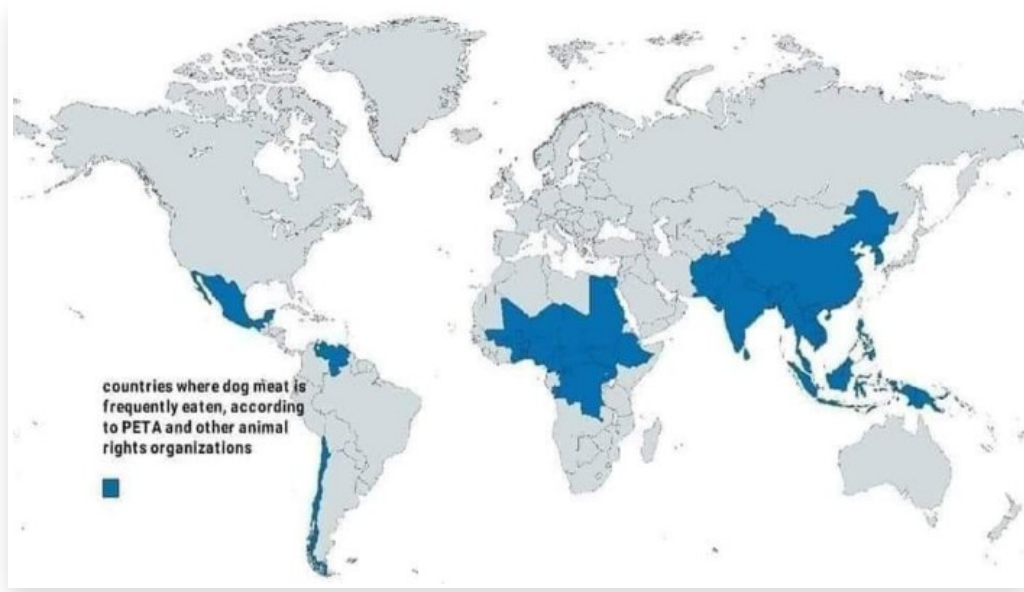 countries where dog meat is
frequently eaten, according
to PETA and other animal
rights organizations